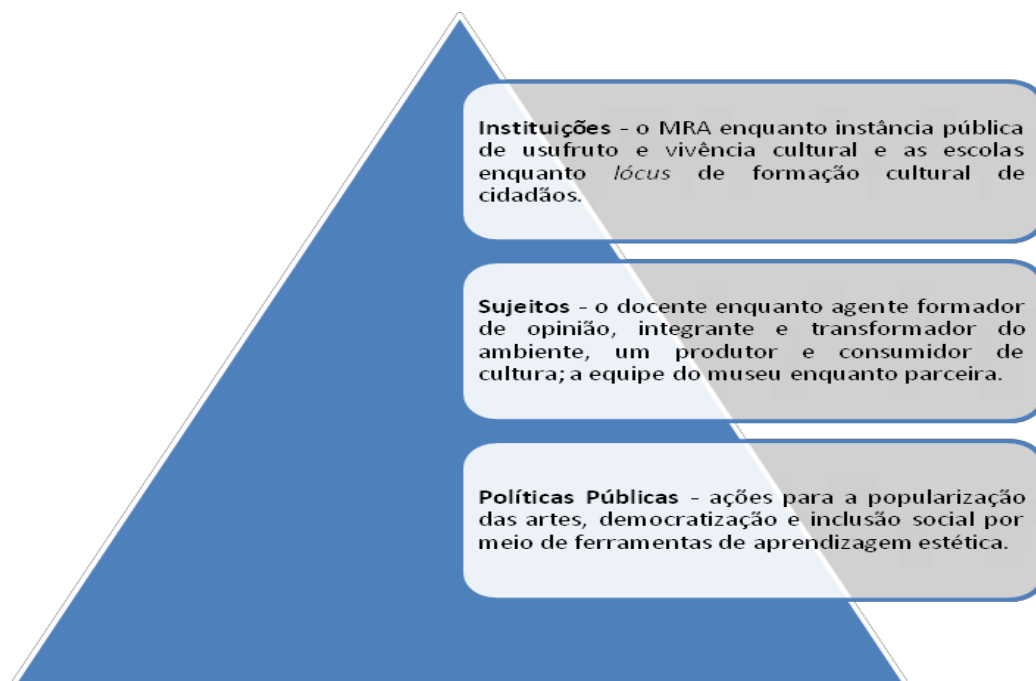 Instituições - o MRA enquanto instância pública
de usufruto e vivência cultural e as escolas
enquanto lócus de formação cultural de
cidadãos.
Sujeitos - o docente enquanto agente formador
de opinião, integrante e transformador do
ambiente, um produtor e consumidor de
cultura; a equipe do museu enquanto parceira.
Políticas Públicas - ações para a popularização
das artes, democratização e inclusão social por
meio de ferramentas de aprendizagem estética.